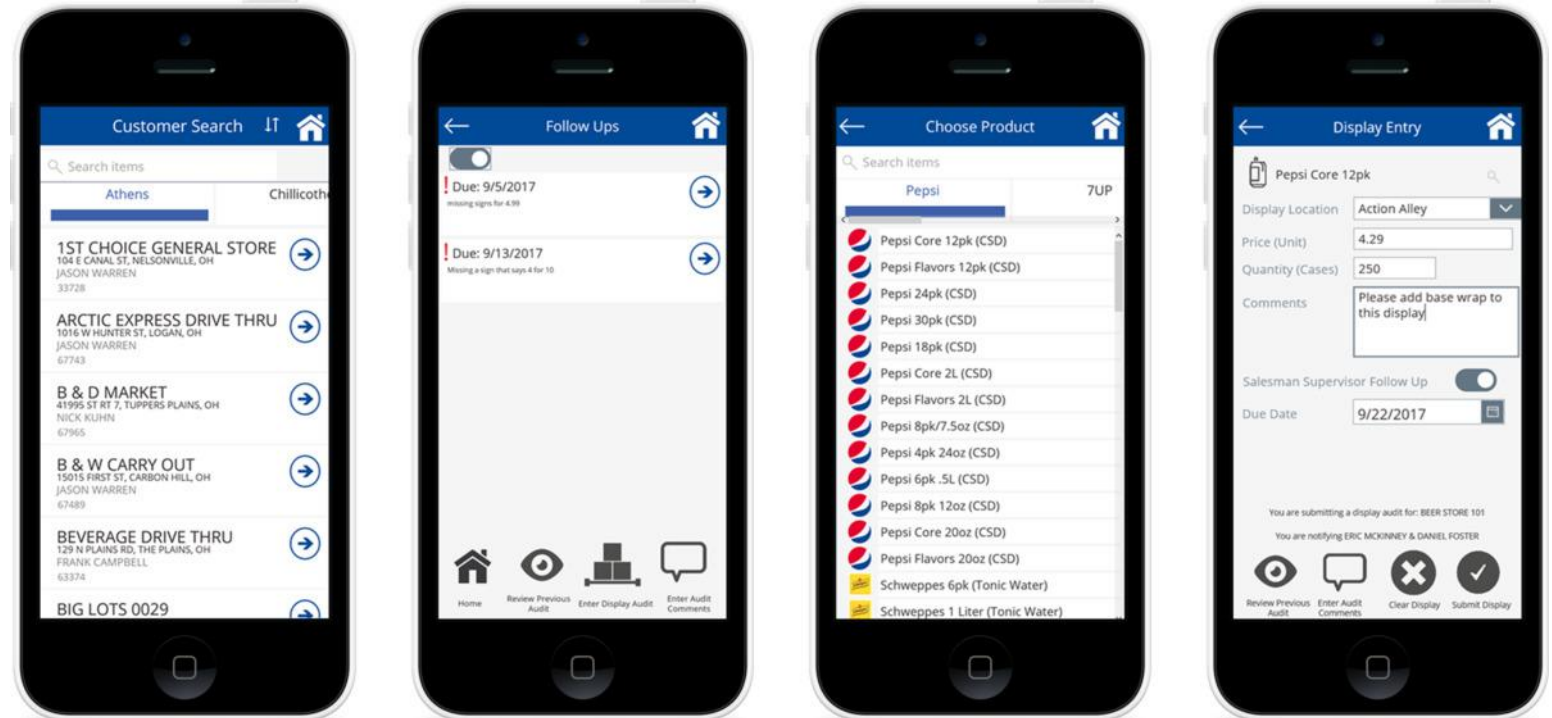 Customer Search
Search items
Athens
Chillicoth
1ST CHOICE GENERAL STORE
104 E CANAL ST, NELSONVILLE, OH
JASON WARREN
33728
ARCTIC EXPRESS DRIVE THRU
1016 W HUNTER ST, LOGAN, OH
JASON WARREN
67743
B & D MARKET
41995 ST RT 7, TUPPERS PLAINS, OH
NICK KUHN
67965
B & W CARRY OUT
15015 FIRST ST, CARBON HILL, OH
JASON WARREN
67489
BEVERAGE DRIVE THRU
129 N PLAINS RD, THE PLAINS, OH
FRANK CAMPBELL
63374
BIG LOTS 0029
Follow Ups
Due: 9/5/2017
missing signs for 4.99
Due: 9/13/2017
Missing a sign that says 4 for 10
Home
Review Previous
Audit
Enter Display Audit
Enter Audit
Comments
Choose Product
Search items
Pepsi
7UP
Pepsi Core 12pk (CSD)
Pepsi Flavors 12pk (CSD)
Pepsi 24pk (CSD)
Pepsi 30pk (CSD)
Pepsi 18pk (CSD)
Pepsi Core 2L (CSD)
Pepsi Flavors 2L (CSD)
Pepsi 8pk/7.5oz (CSD)
Pepsi 4pk 24oz (CSD)
Pepsi 6pk .5L (CSD)
Pepsi 8pk 12oz (CSD)
Pepsi Core 20oz (CSD)
Pepsi Flavors 20oz (CSD)
Schweppes 6pk (Tonic Water)
Schweppes 1 Liter (Tonic Water)
Display Entry
Pepsi Core 12pk
Display Location
Action Alley
Price (Unit)
4.29
Quantity (Cases)
250
Comments
Please add base wrap to
this display
Salesman Supervisor Follow Up
Due Date
9/22/2017
You are submitting a display audit for: BEER STORE 101
You are notifying ERIC MCKINNEY & DANIEL FOSTER
Review Previous
Audit
Enter Audit
Comments
Clear Display
Submit Display